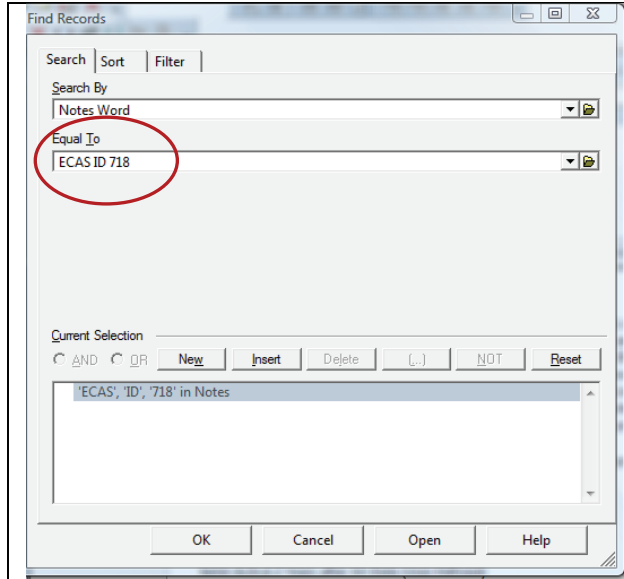 Find Records
Search Sort Filter
Search By
Notes Word
Equal To
ECAS ID 718
Current Selection
AND OR New Insert Delete (...) NOT Reset
'ECAS', 'ID', '718' in Notes
OK Cancel Open Help